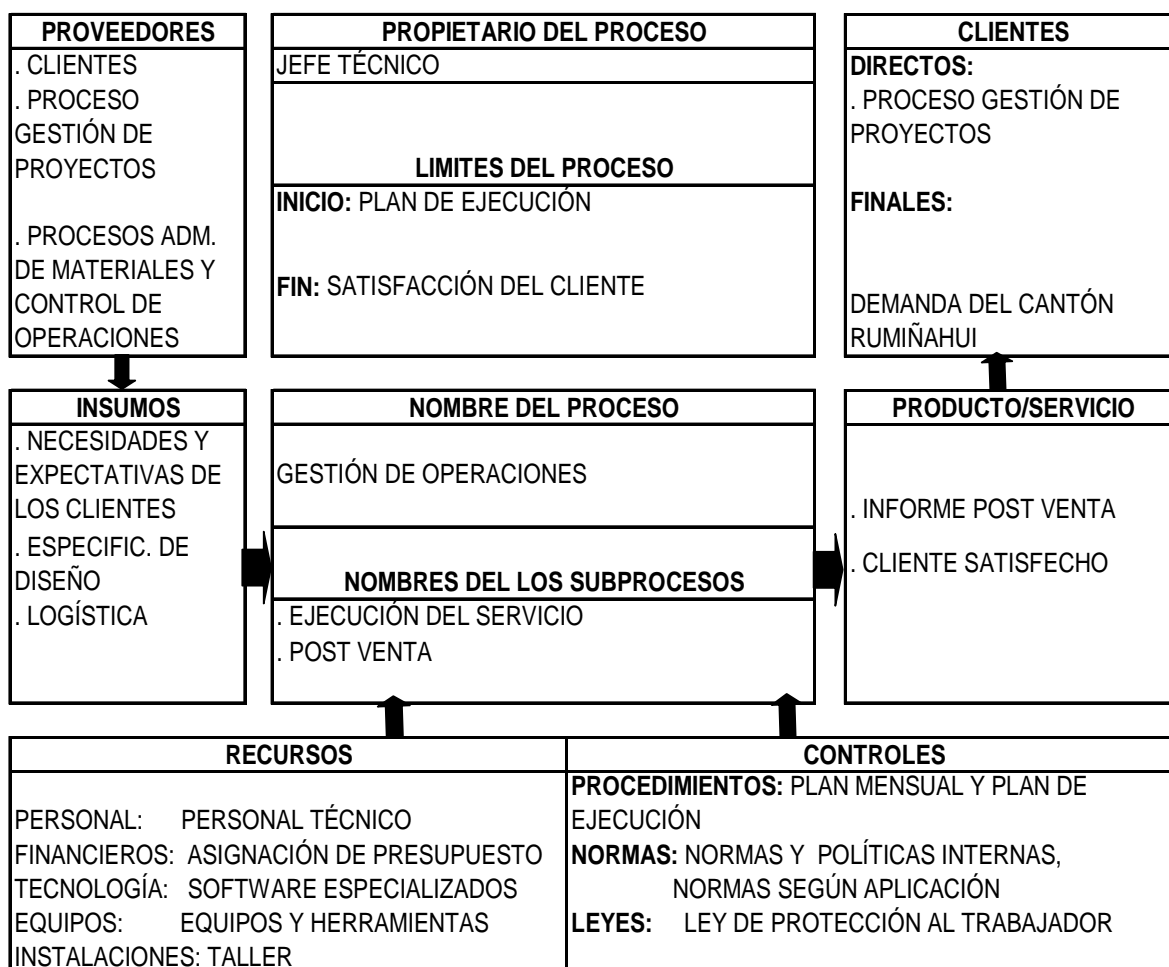 PROVEEDORES
. CLIENTES
. PROCESO
GESTIÓN DE
PROYECTOS
. PROCESOS ADM.
DE MATERIALES Y
CONTROL DE
OPERACIONES
PROPIETARIO DEL PROCESO
JEFE TÉCNICO
LIMITES DEL PROCESO
INICIO: PLAN DE EJECUCIÓN
FIN: SATISFACCIÓN DEL CLIENTE
CLIENTES
DIRECTOS:
. PROCESO GESTIÓN DE
PROYECTOS
FINALES:
DEMANDA DEL CANTÓN
RUMIÑAHUI
INSUMOS
. NECESIDADES Y
EXPECTATIVAS DE
LOS CLIENTES
. ESPECIFIC. DE
DISEÑO
. LOGÍSTICA
NOMBRE DEL PROCESO
GESTIÓN DE OPERACIONES
NOMBRES DEL LOS SUBPROCESOS
. EJECUCIÓN DEL SERVICIO
. POST VENTA
PRODUCTO/SERVICIO
. INFORME POST VENTA
. CLIENTE SATISFECHO
RECURSOS
PERSONAL: PERSONAL TÉCNICO
FINANCIEROS: ASIGNACIÓN DE PRESUPUESTO
TECNOLOGÍA: SOFTWARE ESPECIALIZADOS
EQUIPOS: EQUIPOS Y HERRAMIENTAS
INSTALACIONES: TALLER
CONTROLES
PROCEDIMIENTOS: PLAN MENSUAL Y PLAN DE
EJECUCIÓN
NORMAS: NORMAS Y POLÍTICAS INTERNAS,
NORMAS SEGÚN APLICACIÓN
LEYES: LEY DE PROTECCIÓN AL TRABAJADOR